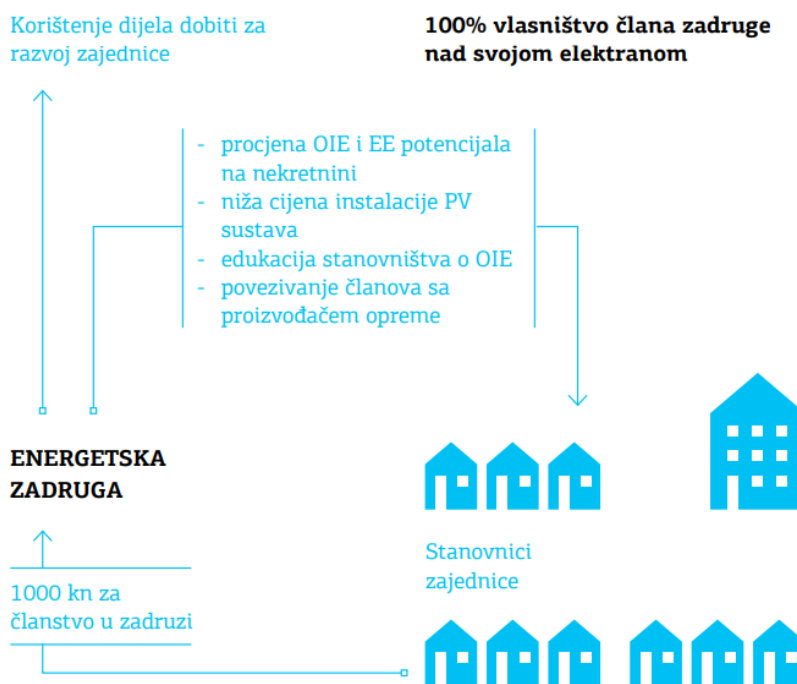 Korištenje dijela dobiti za
razvoj zajednice
100% vlasništvo člana zadruge
nad svojom elektranom
- procjena OIE i EE potencijala
na nekretnini
- niža cijena instalacije PV
sustava
- edukacija stanovništva o OIE
- povezivanje članova sa
proizvođačem opreme
ENERGETSKA
ZADRUGA
Stanovnici
zajednice
1000 kn za
članstvo u zadruzi